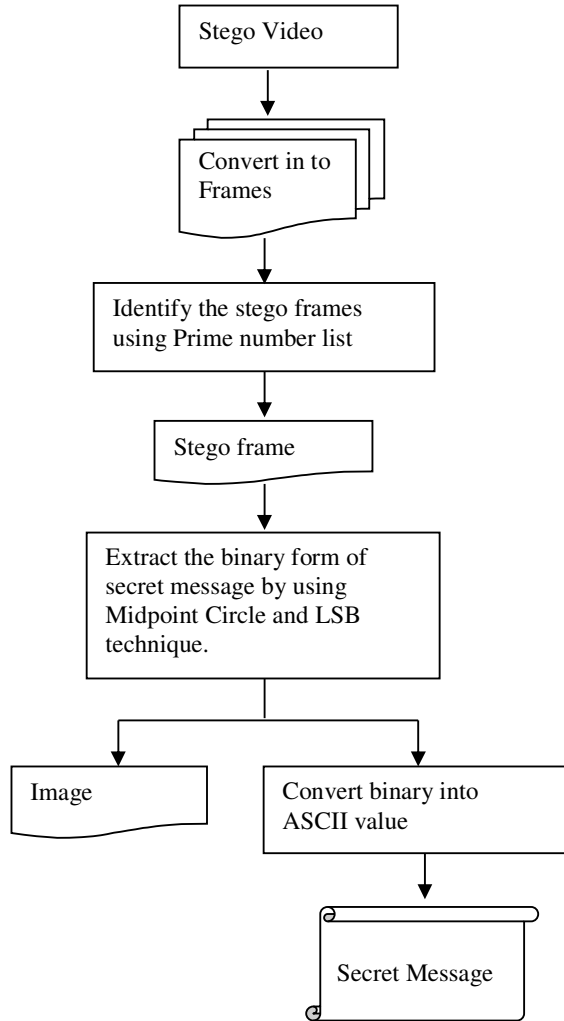 Stego Video
Convert in to
Frames
Identify the stego frames
using Prime number list
Stego frame
Extract the binary form of
secret message by using
Midpoint Circle and LSB
technique.
Image
Convert binary into
ASCII value
Secret Message